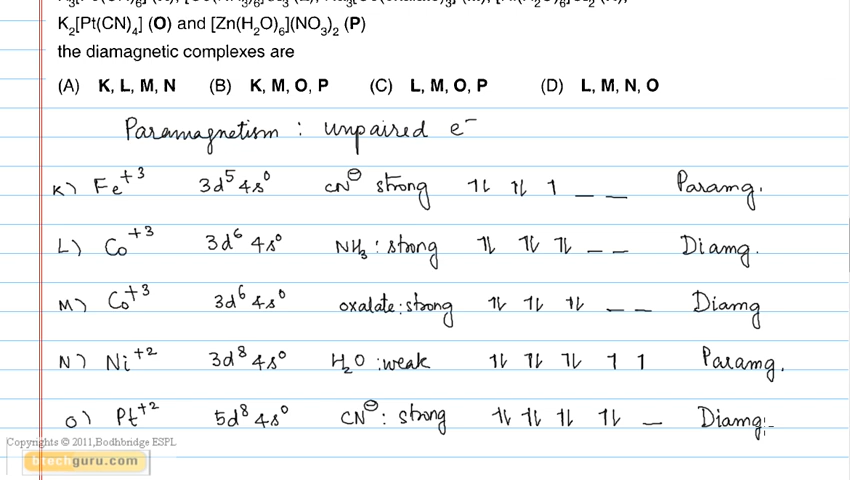 K₂[Pt(CN)₄] (O) and [Zn(H₂O)₆](NO₃)₂ (P)
the diamagnetic complexes are
(A) K, L, M, N (B) K, M, O, P (C) L, M, O, P (D) L, M, N, O
Paramagnetism : unpaired e⁻
K) Fe⁺³ 3d⁵ 4s⁰ CN⊖ strong ⥮ ⥮ 1 _ _ Paramg.
L) Co⁺³ 3d⁶ 4s⁰ NH₃ : strong ⥮ ⥮ ⥮ _ _ Diamg.
M) Co⁺³ 3d⁶ 4s⁰ oxalate : strong ⥮ ⥮ ⥮ _ _ Diamg
N) Ni⁺² 3d⁸ 4s⁰ H₂O : weak ⥮ ⥮ ⥮ 1 1 Paramg.
O) Pt⁺² 5d⁸ 4s⁰ CN⊖ : strong ⥮ ⥮ ⥮ ⥮ _ Diamg.
Copyrights © 2011,Bodhbridge ESPL
btechguru.com